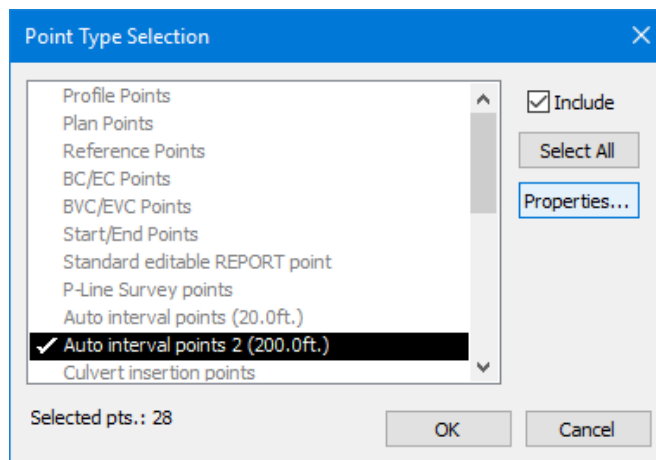 Point Type Selection
Profile Points
Plan Points
Reference Points
BC/EC Points
BVC/EVC Points
Start/End Points
Standard editable REPORT point
P-Line Survey points
Auto interval points (20.0ft.)
Auto interval points 2 (200.0ft.)
Culvert insertion points
Include
Select All
Properties...
Selected pts.: 28
OK
Cancel